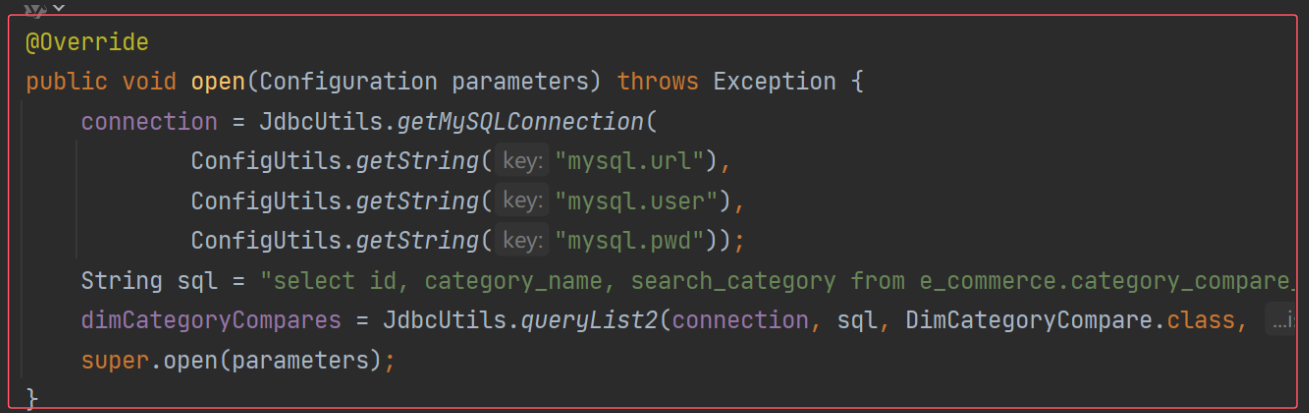 @Override
public void open(Configuration parameters) throws Exception {
connection = JdbcUtils.getMySQLConnection(
ConfigUtils.getString( key: "mysql.url"),
ConfigUtils.getString( key: "mysql.user"),
ConfigUtils.getString( key: "mysql.pwd"));
String sql = "select id, category_name, search_category from e_commerce.category_compare_
dimCategoryCompares = JdbcUtils.queryList2(connection, sql, DimCategoryCompare.class, …is
super.open(parameters);
}